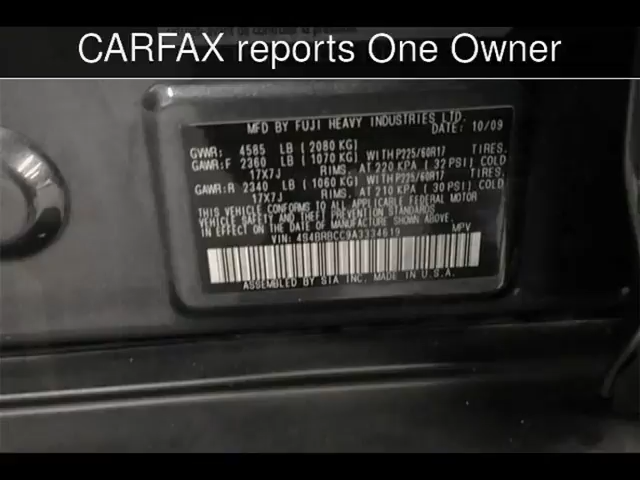 CARFAX reports One Owner
MFD BY FUJI HEAVY INDUSTRIES LTD.
DATE: 10/09
GVWR: 4585 LB (2080 KG)
GAWR:F 2360 LB (1070 KG) WITH P225/60R17 TIRES,
17X7J RIMS, AT 220 KPA (32 PSI) COLD
GAWR:R 2340 LB (1060 KG) WITH P225/60R17 TIRES,
17X7J RIMS, AT 210 KPA (30 PSI) COLD
THIS VEHICLE CONFORMS TO ALL APPLICABLE FEDERAL MOTOR
VEHICLE SAFETY AND THEFT PREVENTION STANDARDS
IN EFFECT ON THE DATE OF MANUFACTURE SHOWN ABOVE.
VIN: 4S4BRBCC9A3334619 MPV
ASSEMBLED BY SIA INC. MADE IN U.S.A.